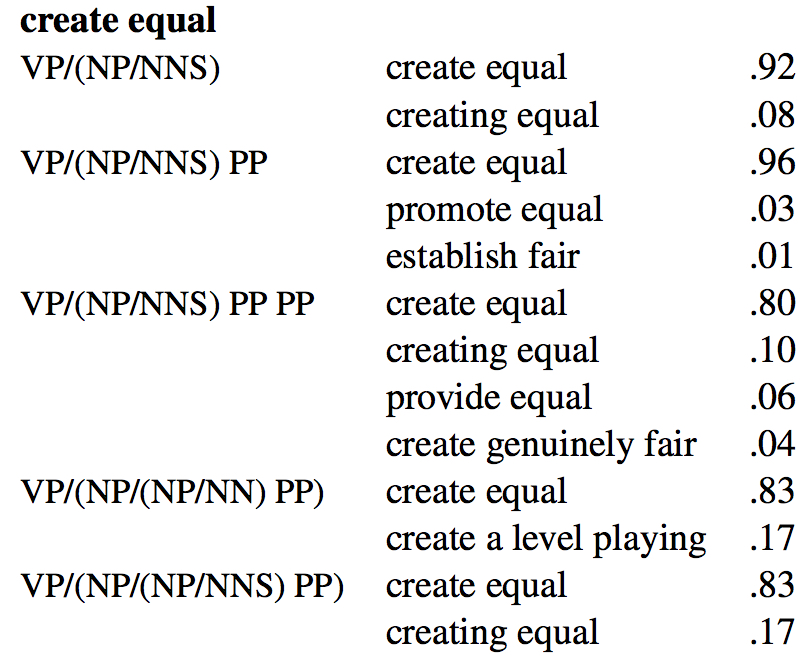 create equal
VP/(NP/NNS) create equal .92
creating equal .08
VP/(NP/NNS) PP create equal .96
promote equal .03
establish fair .01
VP/(NP/NNS) PP PP create equal .80
creating equal .10
provide equal .06
create genuinely fair .04
VP/(NP/(NP/NN) PP) create equal .83
create a level playing .17
VP/(NP/(NP/NNS) PP) create equal .83
creating equal .17